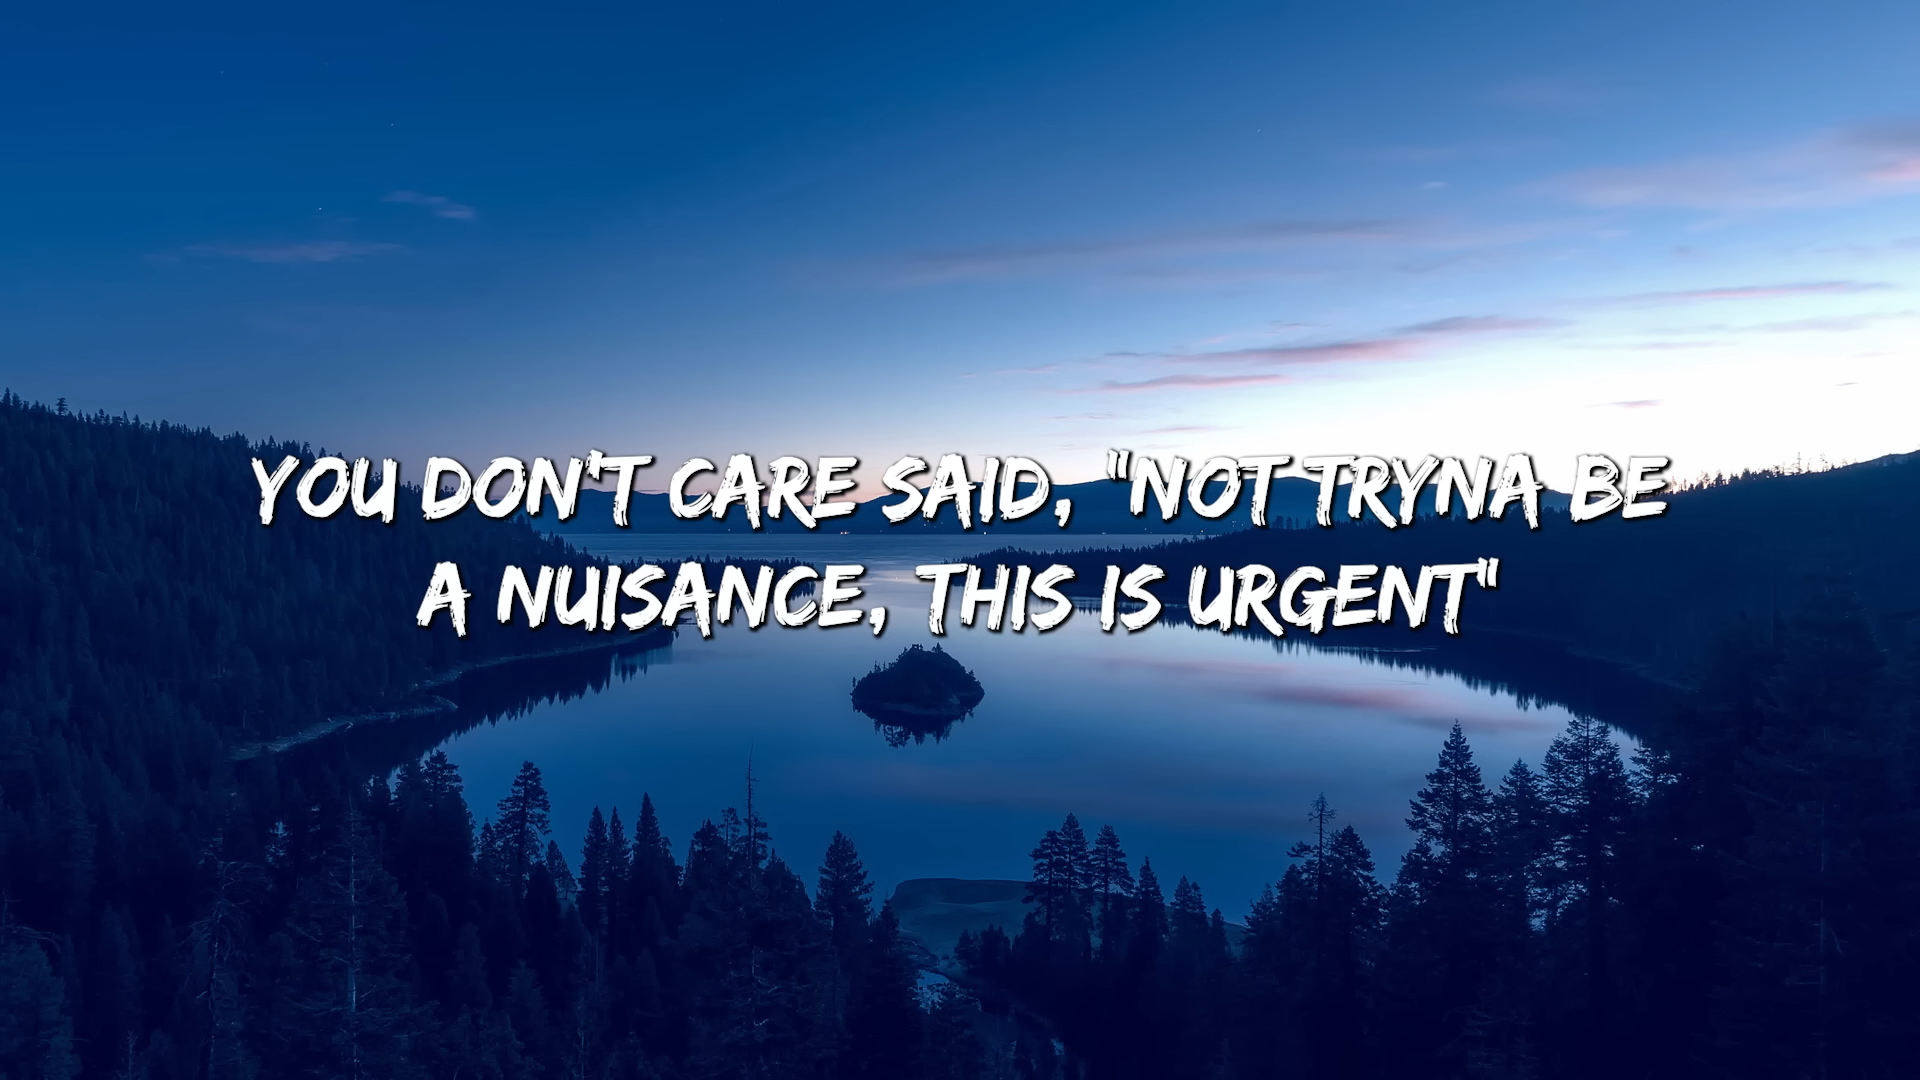 YOU DON'T CARE SAID, "NOT TRYNA BE
A NUISANCE, THIS IS URGENT"